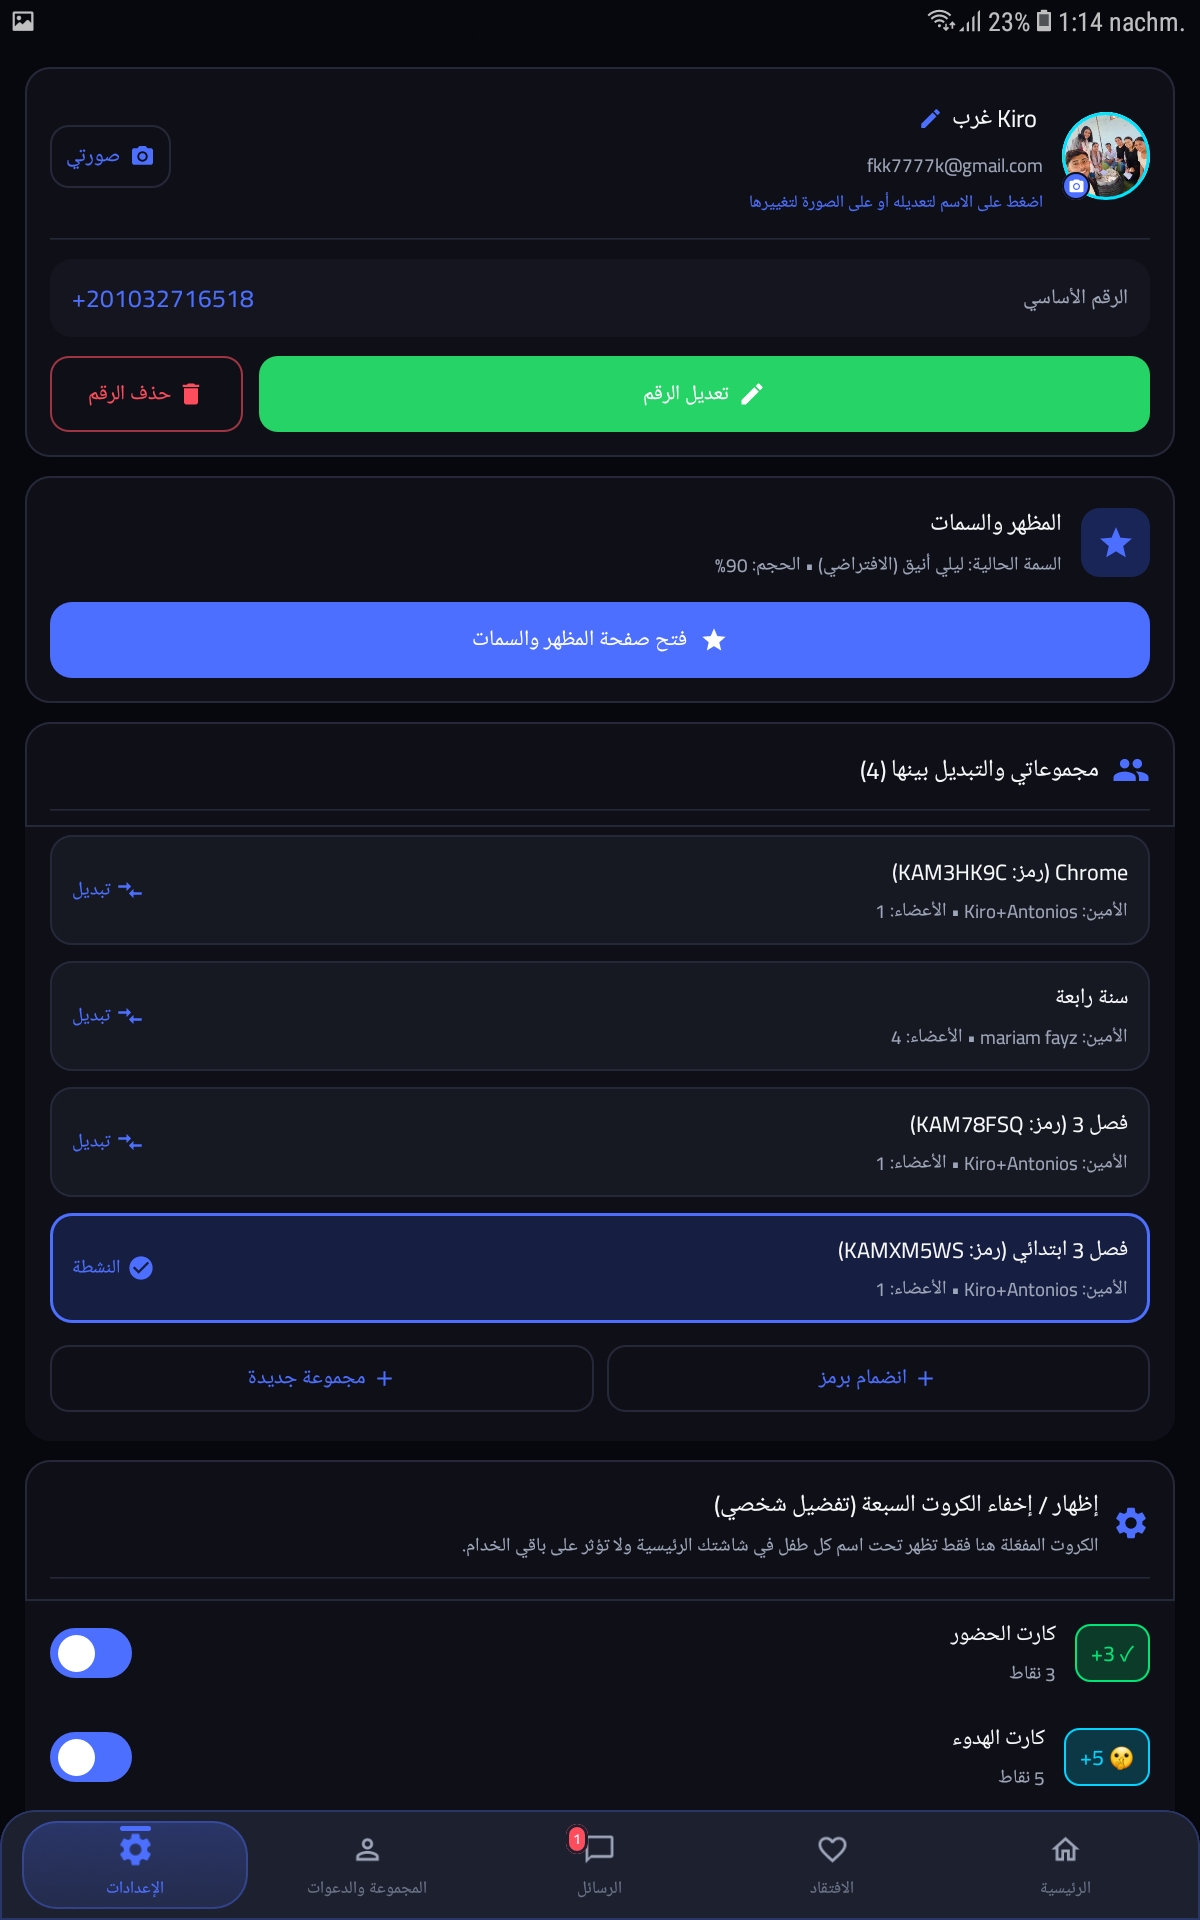 23% 1:14 nachm.
Kiro غرب
fkk7777k@gmail.com
اضغط على الاسم لتعديله أو على الصورة لتغييرها
صورتي
الرقم الأساسي
+201032716518
تعديل الرقم
حذف الرقم
المظهر والسمات
السمة الحالية: ليلي أنيق (الافتراضي) • الحجم: 90%
فتح صفحة المظهر والسمات
مجموعاتي والتبديل بينها (4)
Chrome (رمز: KAM3HK9C)
الأمين: Kiro+Antonios • الأعضاء: 1
تبديل
سنة رابعة
الأمين: mariam fayz • الأعضاء: 4
تبديل
فصل 3 (رمز: KAM78FSQ)
الأمين: Kiro+Antonios • الأعضاء: 1
تبديل
فصل 3 ابتدائي (رمز: KAMXM5WS)
الأمين: Kiro+Antonios • الأعضاء: 1
النشطة
+ انضمام برمز
+ مجموعة جديدة
إظهار / إخفاء الكروت السبعة (تفضيل شخصي)
الكروت المفعّلة هنا فقط تظهر تحت اسم كل طفل في شاشتك الرئيسية ولا تؤثر على باقي الخدام.
✓ +3
كارت الحضور
3 نقاط
🤫 +5
كارت الهدوء
5 نقاط
الرئيسية
الافتقاد
1
الرسائل
المجموعة والدعوات
الإعدادات